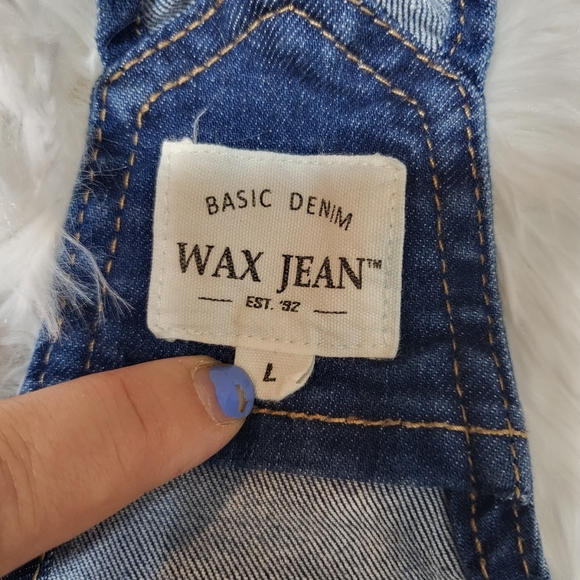 BASIC DENIM
WAX JEAN™
EST. '92
L